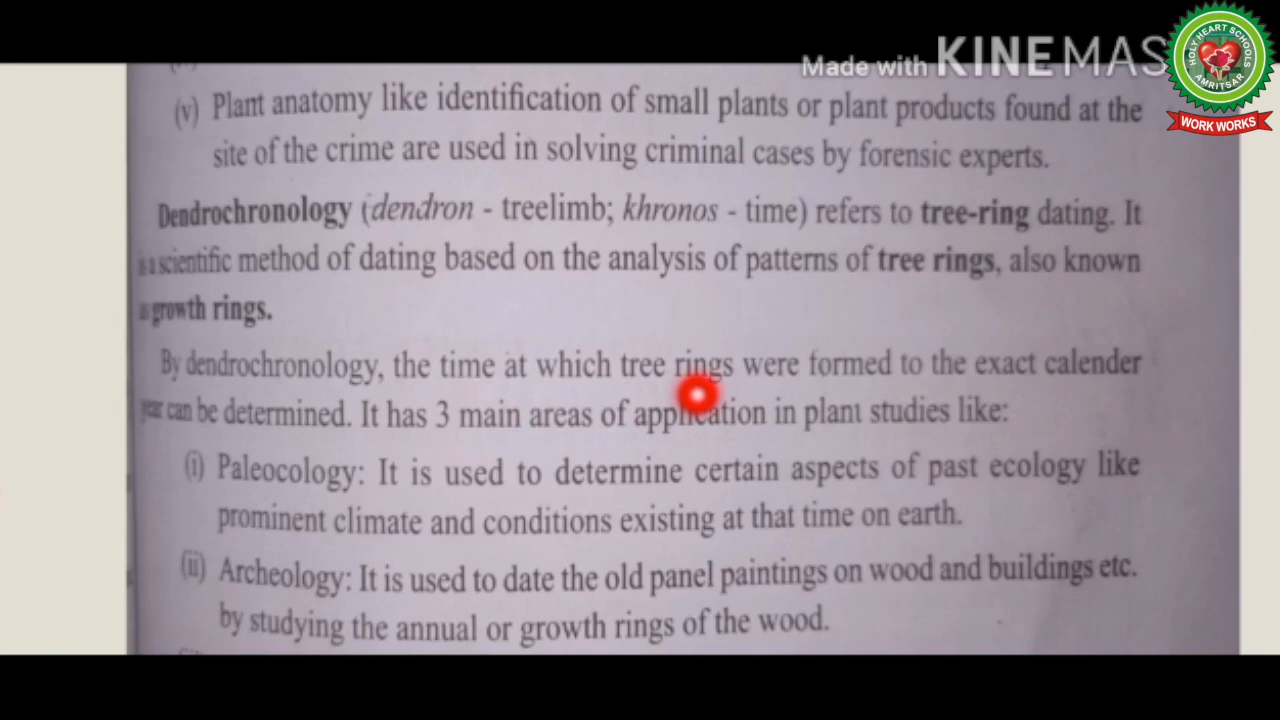 Made with KINEMAS
HOLY HEART SCHOOLS
AMRITSAR
WORK WORKS
(v) Plant anatomy like identification of small plants or plant products found at the
site of the crime are used in solving criminal cases by forensic experts.
Dendrochronology (dendron - treelimb; khronos - time) refers to tree-ring dating. It
is a scientific method of dating based on the analysis of patterns of tree rings, also known
as growth rings.
By dendrochronology, the time at which tree rings were formed to the exact calender
year can be determined. It has 3 main areas of application in plant studies like:
(i) Paleocology: It is used to determine certain aspects of past ecology like
prominent climate and conditions existing at that time on earth.
(ii) Archeology: It is used to date the old panel paintings on wood and buildings etc.
by studying the annual or growth rings of the wood.